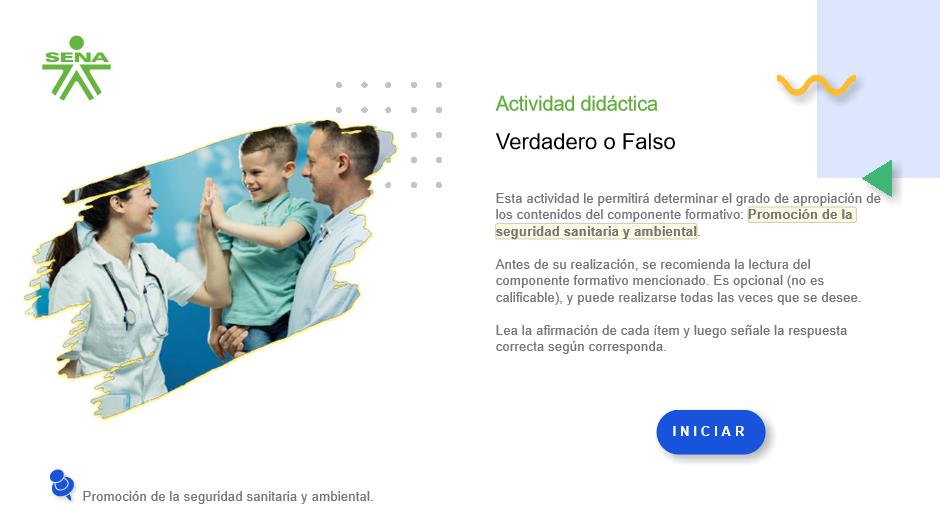 SENA
Actividad didáctica
Verdadero o Falso
Esta actividad le permitirá determinar el grado de apropiación de
los contenidos del componente formativo: Promoción de la
seguridad sanitaria y ambiental.
Antes de su realización, se recomienda la lectura del
componente formativo mencionado. Es opcional (no es
calificable), y puede realizarse todas las veces que se desee.
Lea la afirmación de cada ítem y luego señale la respuesta
correcta según corresponda.
INICIAR
Promoción de la seguridad sanitaria y ambiental.